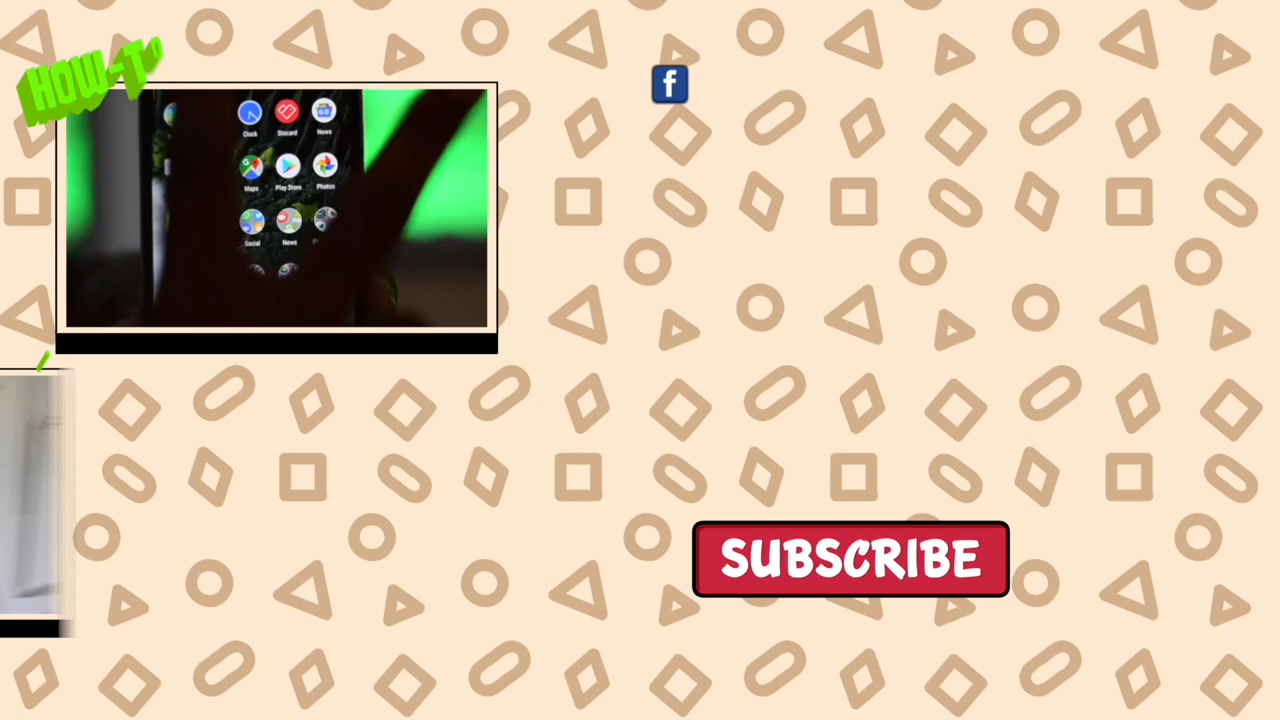 HOW-T
f
Clock Stocard News
Maps Play Store Photos
Social News
SUBSCRIBE